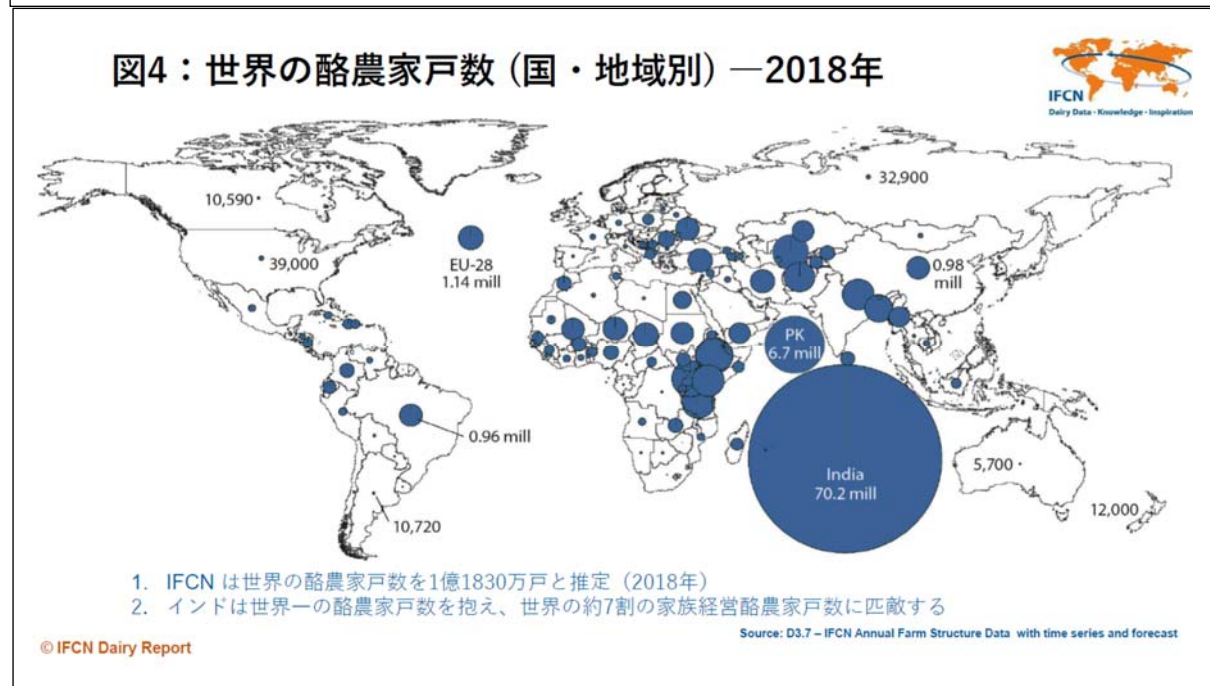 図4：世界の酪農家戸数 (国・地域別) ―2018年
IFCN
Dairy Data - Knowledge - Inspiration
10,590
32,900
39,000
EU-28
1.14 mill
0.98
mill
PK
6.7 mill
0.96 mill
India
70.2 mill
5,700
12,000
10,720
1. IFCN は世界の酪農家戸数を1億1830万戸と推定（2018年）
2. インドは世界一の酪農家戸数を抱え、世界の約7割の家族経営酪農家戸数に匹敵する
Source: D3.7 – IFCN Annual Farm Structure Data with time series and forecast
© IFCN Dairy Report